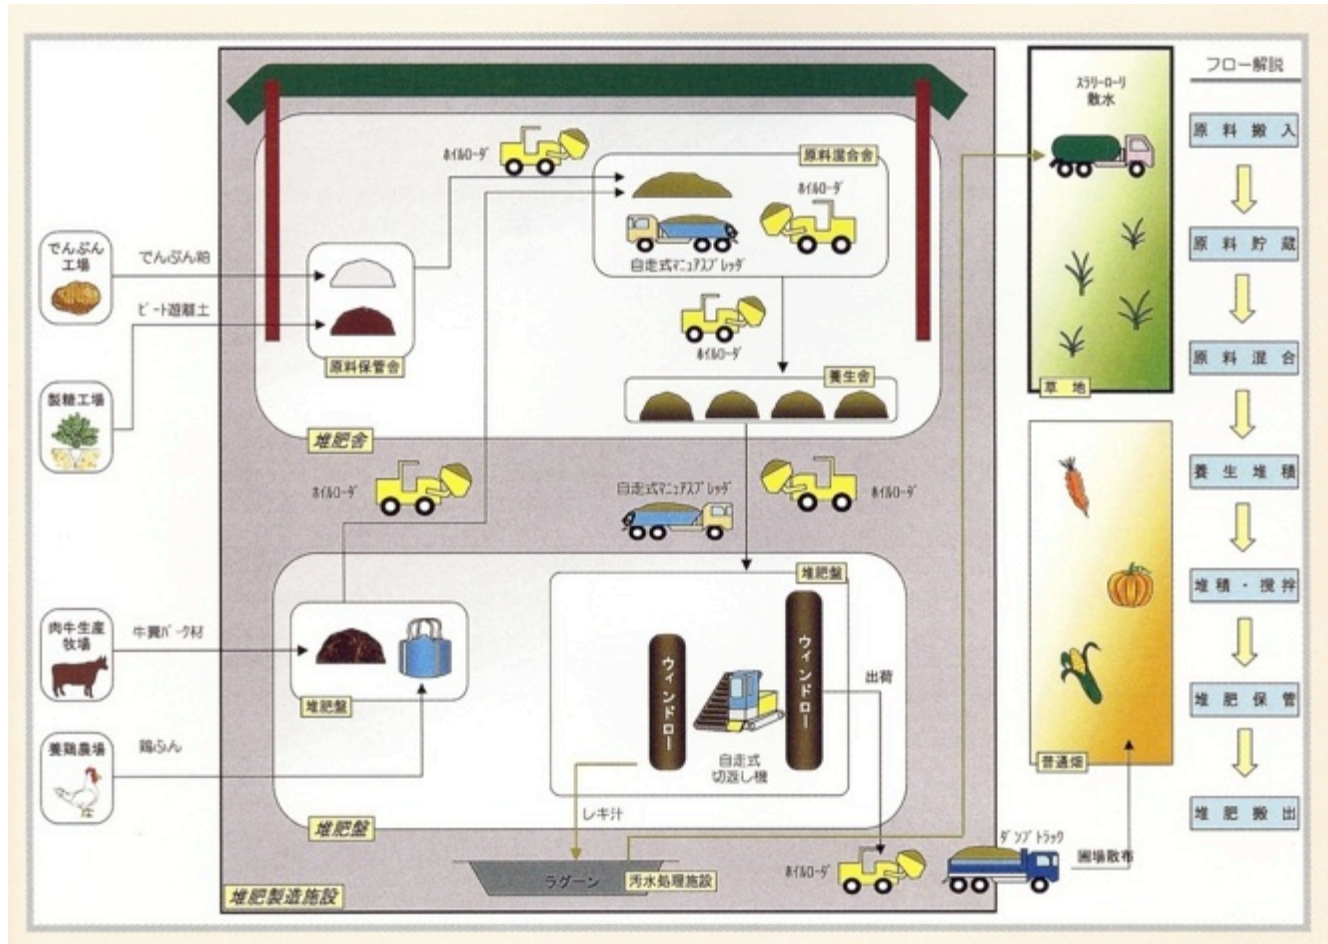 でんぷん
工場
でんぷん粕
ビート遊離土
製糖工場
肉牛生産
牧場
牛糞バーク材
養鶏農場
鶏ふん
ホイルローダ
原料混合舎
ホイルローダ
自走式マニュアスプレッダ
原料保管舎
ホイルローダ
養生舎
堆肥舎
ホイルローダ
自走式マニュアスプレッダ
ホイルローダ
堆肥盤
堆肥盤
ウィンドロー
ウィンドロー
自走式
切返し機
出荷
レキ汁
堆肥盤
ラグーン
汚水処理施設
堆肥製造施設
ホイルローダ
ダンプトラック
圃場散布
スラリーローリ
散水
草地
普通畑
フロー解説
原料搬入
原料貯蔵
原料混合
養生堆積
堆積・撹拌
堆肥保管
堆肥搬出